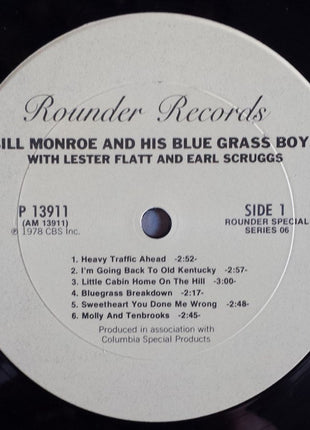 Rounder Records
BILL MONROE AND HIS BLUE GRASS BOY
WITH LESTER FLATT AND EARL SCRUGGS
P 13911
(AM 13911)
℗ 1978 CBS Inc.
SIDE 1
ROUNDER SPECIAL
SERIES 06
1. Heavy Traffic Ahead -2:52-
2. I'm Going Back To Old Kentucky -2:57-
3. Little Cabin Home On The Hill -3:00-
4. Bluegrass Breakdown -2:17-
5. Sweetheart You Done Me Wrong -2:48-
6. Molly And Tenbrooks -2:45-
Produced in association with
Columbia Special Products